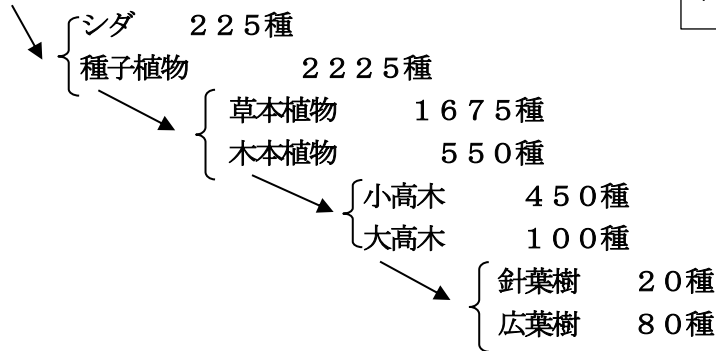 シダ　　２２５種
種子植物　　　　２２２５種
草本植物　　　１６７５種
木本植物　　　　５５０種
小高木　　　４５０種
大高木　　　１００種
針葉樹　　２０種
広葉樹　　８０種